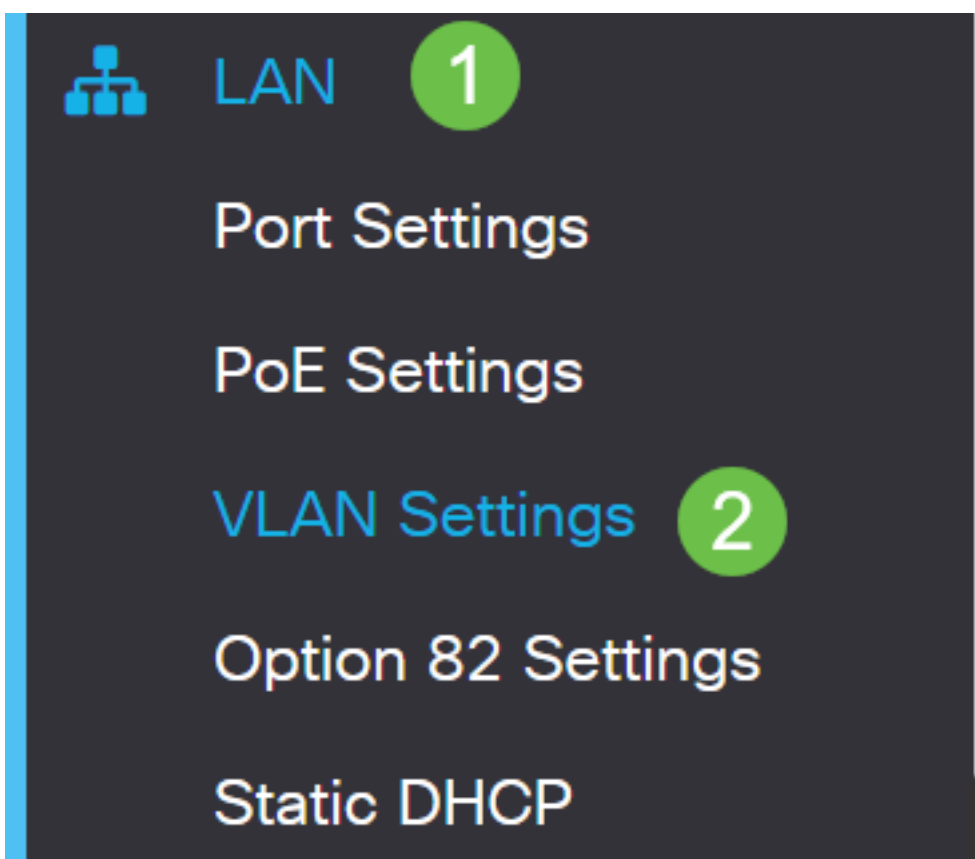 LAN 1
Port Settings
PoE Settings
VLAN Settings 2
Option 82 Settings
Static DHCP